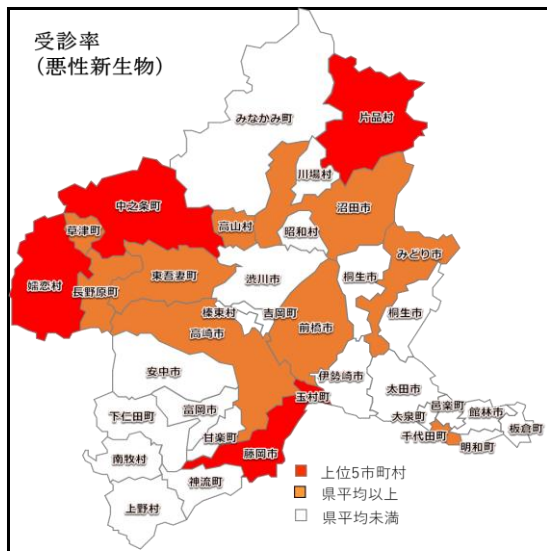 受診率
(悪性新生物)
みなかみ町
片品村
川場村
中之条町
沼田市
草津町
高山村
昭和村
みどり市
嬬恋村
東吾妻町
長野原町
渋川市
桐生市
榛東村
吉岡町
桐生市
高崎市
前橋市
安中市
伊勢崎市
玉村町
太田市
富岡市
下仁田町
邑楽町
大泉町
館林市
板倉町
甘楽町
千代田町
明和町
藤岡市
南牧村
神流町
上野村
上位5市町村
県平均以上
県平均未満